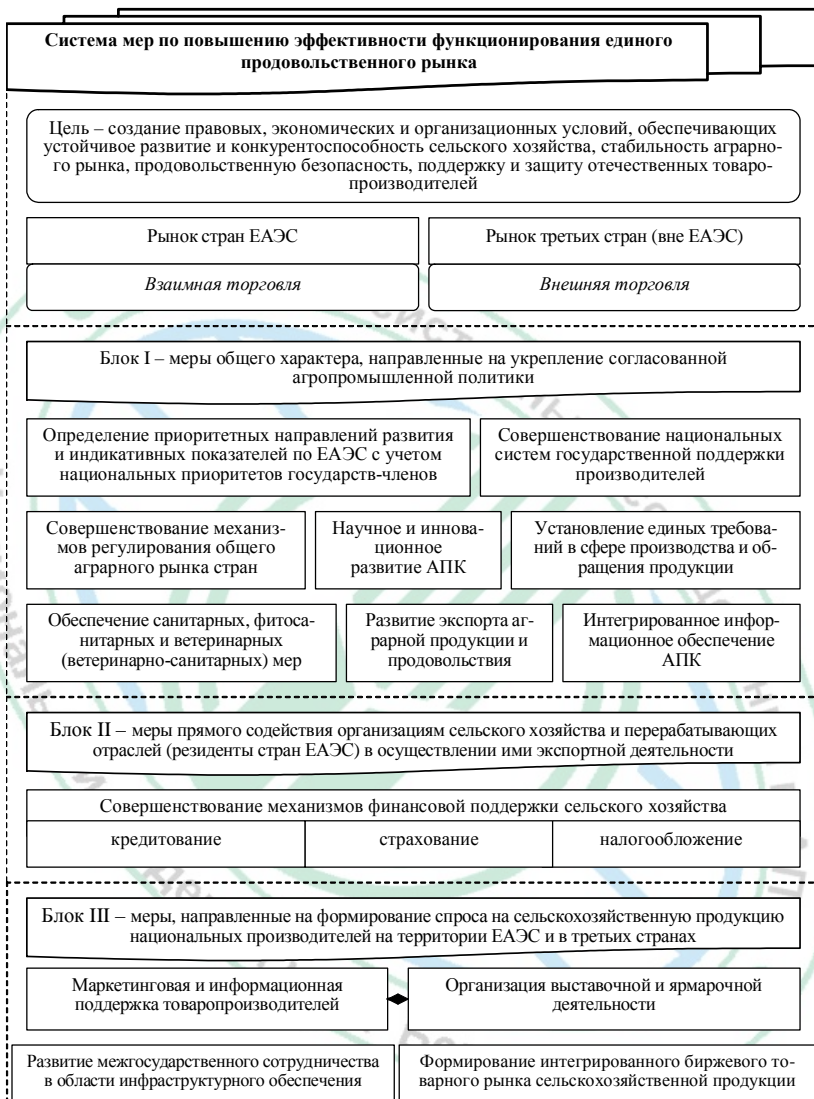 Система мер по повышению эффективности функционирования единого
продовольственного рынка
Цель – создание правовых, экономических и организационных условий, обеспечивающих
устойчивое развитие и конкурентоспособность сельского хозяйства, стабильность аграрно-
го рынка, продовольственную безопасность, поддержку и защиту отечественных товаро-
производителей
Рынок стран ЕАЭС
Рынок третьих стран (вне ЕАЭС)
Взаимная торговля
Внешняя торговля
Блок I – меры общего характера, направленные на укрепление согласованной
агропромышленной политики
Определение приоритетных направлений развития
и индикативных показателей по ЕАЭС с учетом
национальных приоритетов государств-членов
Совершенствование национальных
систем государственной поддержки
производителей
Совершенствование механиз-
мов регулирования общего
аграрного рынка стран
Научное и иннова-
ционное
развитие АПК
Установление единых требова-
ний в сфере производства и об-
ращения продукции
Обеспечение санитарных, фитоса-
нитарных и ветеринарных
(ветеринарно-санитарных) мер
Развитие экспорта аг-
рарной продукции и
продовольствия
Интегрированное инфор-
мационное обеспечение
АПК
Блок II – меры прямого содействия организациям сельского хозяйства и перерабатывающих
отраслей (резиденты стран ЕАЭС) в осуществлении ими экспортной деятельности
Совершенствование механизмов финансовой поддержки сельского хозяйства
кредитование
страхование
налогообложение
Блок III – меры, направленные на формирование спроса на сельскохозяйственную продукцию
национальных производителей на территории ЕАЭС и в третьих странах
Маркетинговая и информационная
поддержка товаропроизводителей
Организация выставочной и ярмарочной
деятельности
Развитие межгосударственного сотрудничества
в области инфраструктурного обеспечения
Формирование интегрированного биржевого то-
варного рынка сельскохозяйственной продукции